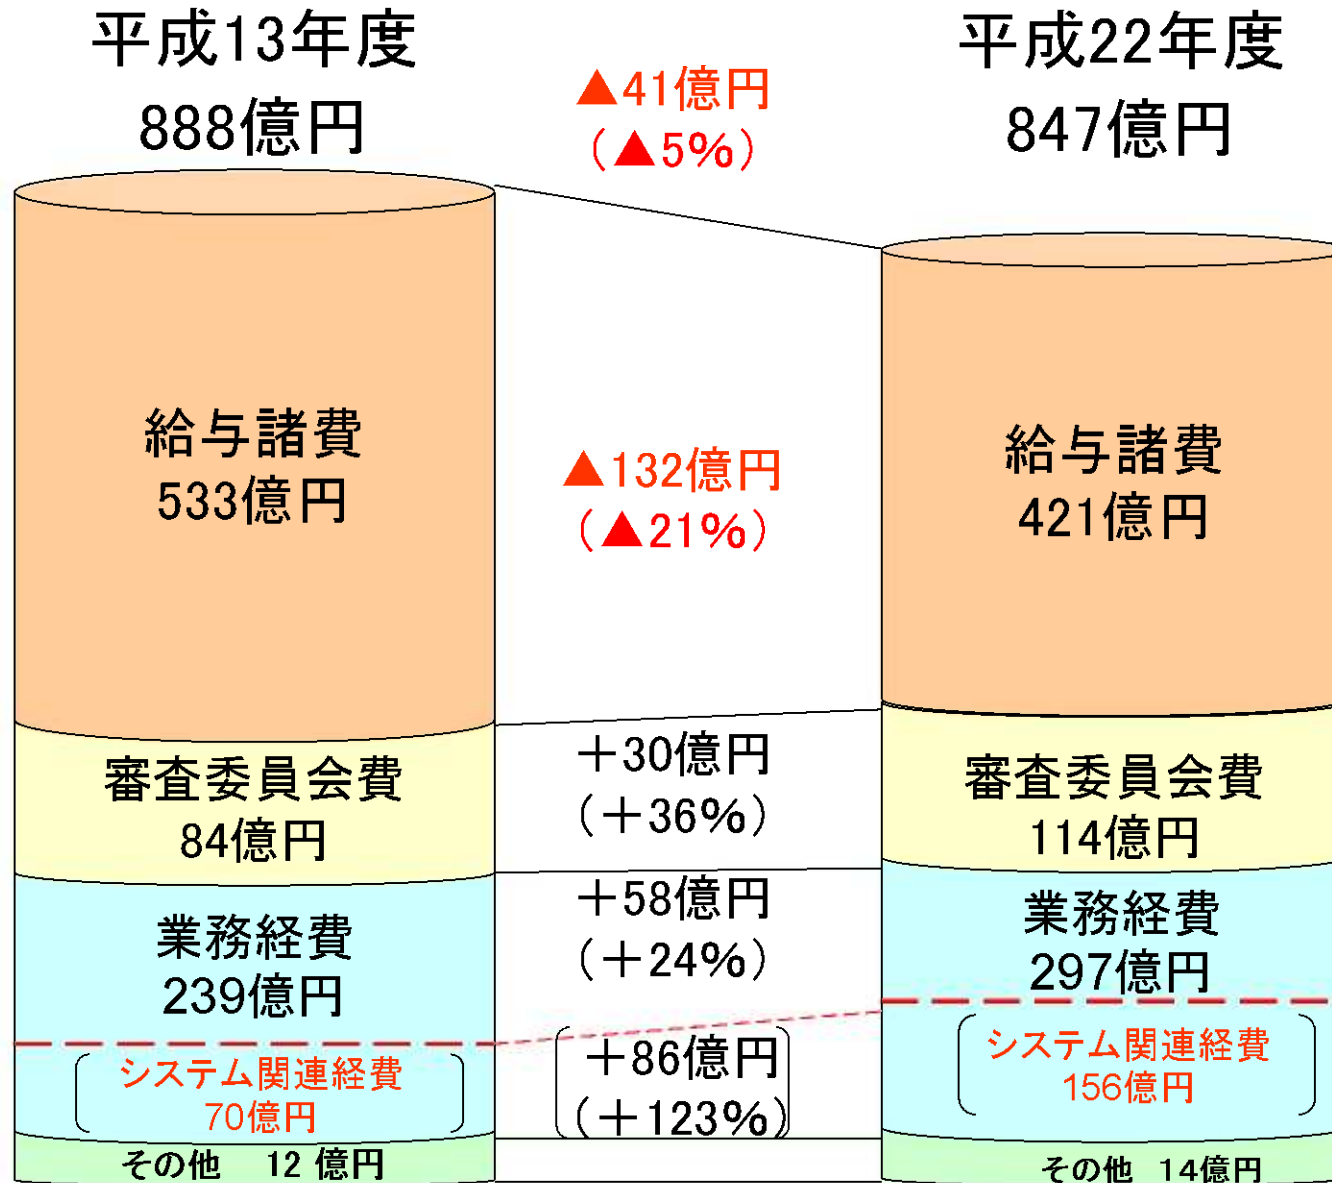 平成13年度
888億円
▲41億円
(▲5%)
平成22年度
847億円
給与諸費
533億円
▲132億円
(▲21%)
給与諸費
421億円
審査委員会費
84億円
+30億円
(+36%)
審査委員会費
114億円
業務経費
239億円
+58億円
(+24%)
業務経費
297億円
システム関連経費
70億円
+86億円
(+123%)
システム関連経費
156億円
その他 12 億円
その他 14億円